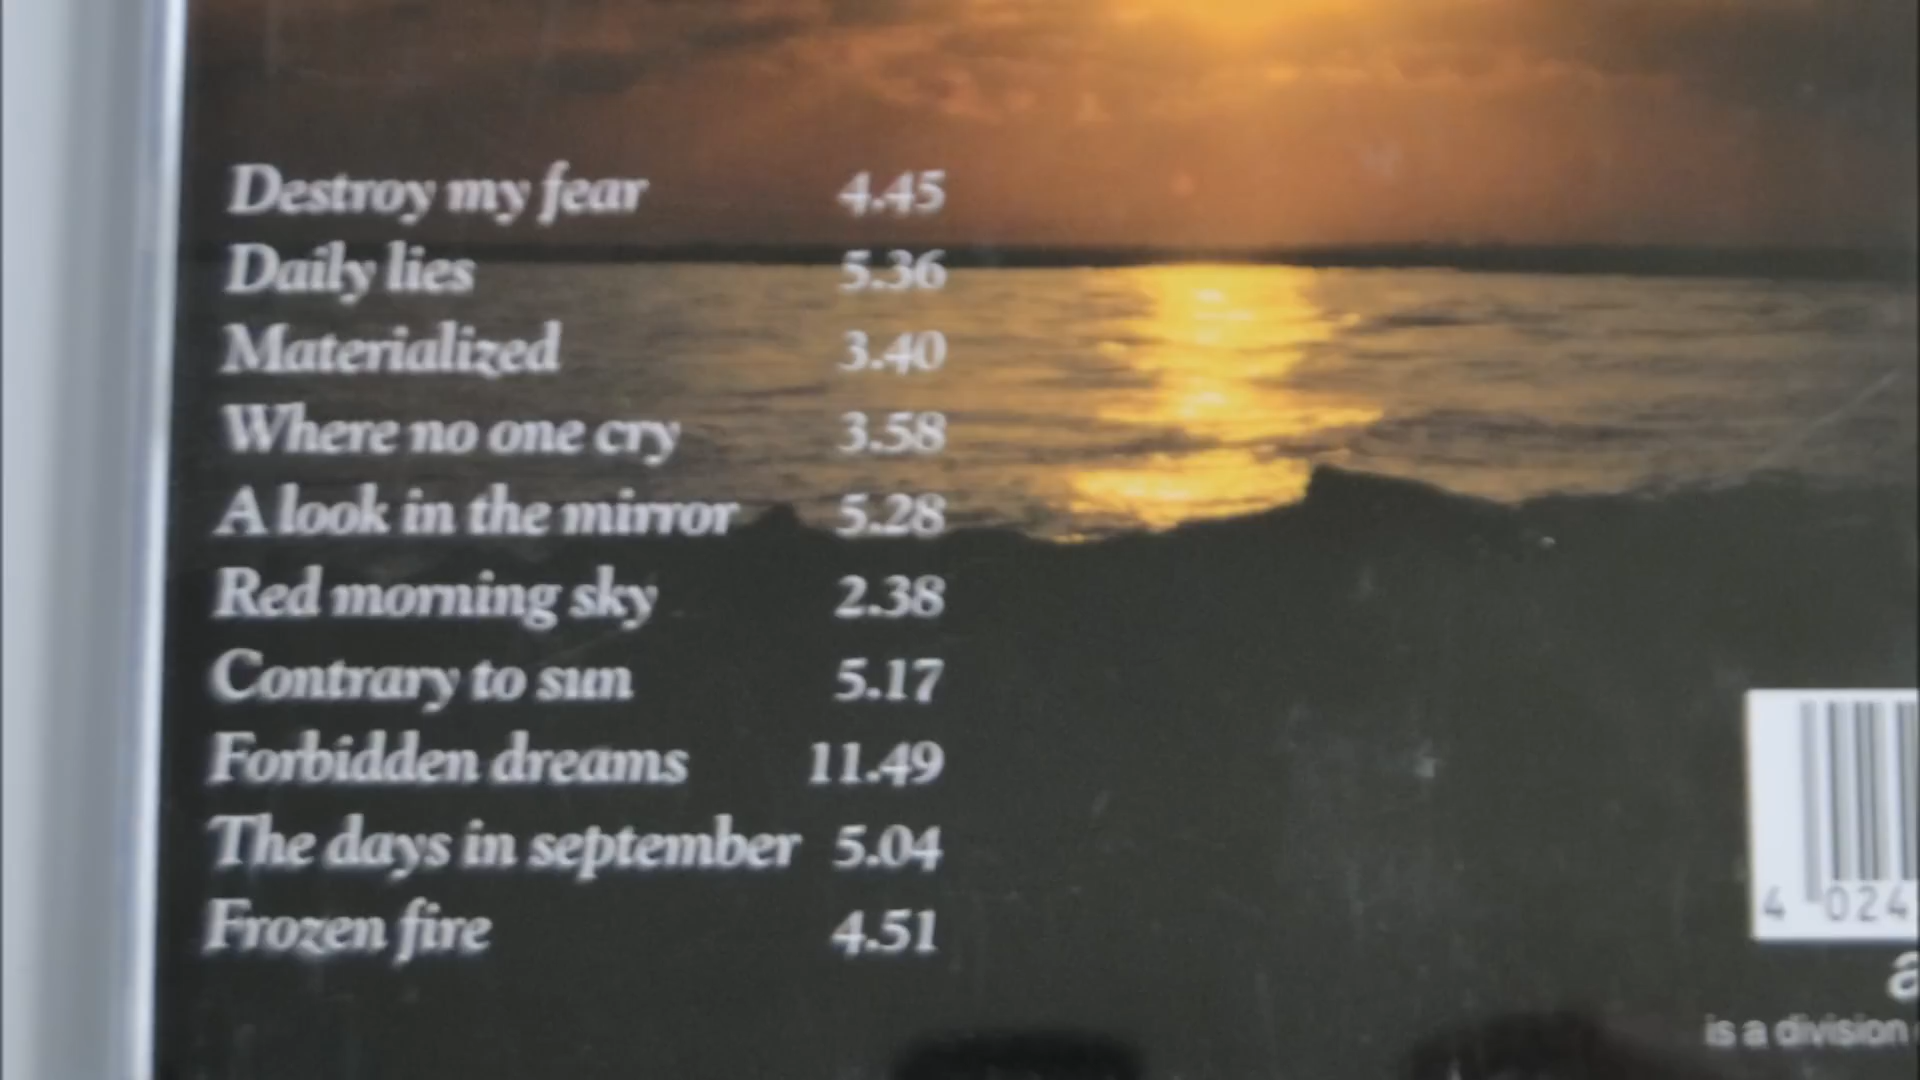 Destroy my fear 4.45
Daily lies 5.36
Materialized 3.40
Where no one cry 3.58
A look in the mirror 5.28
Red morning sky 2.38
Contrary to sun 5.17
Forbidden dreams 11.49
The days in september 5.04
Frozen fire 4.51
4 024
a
is a division